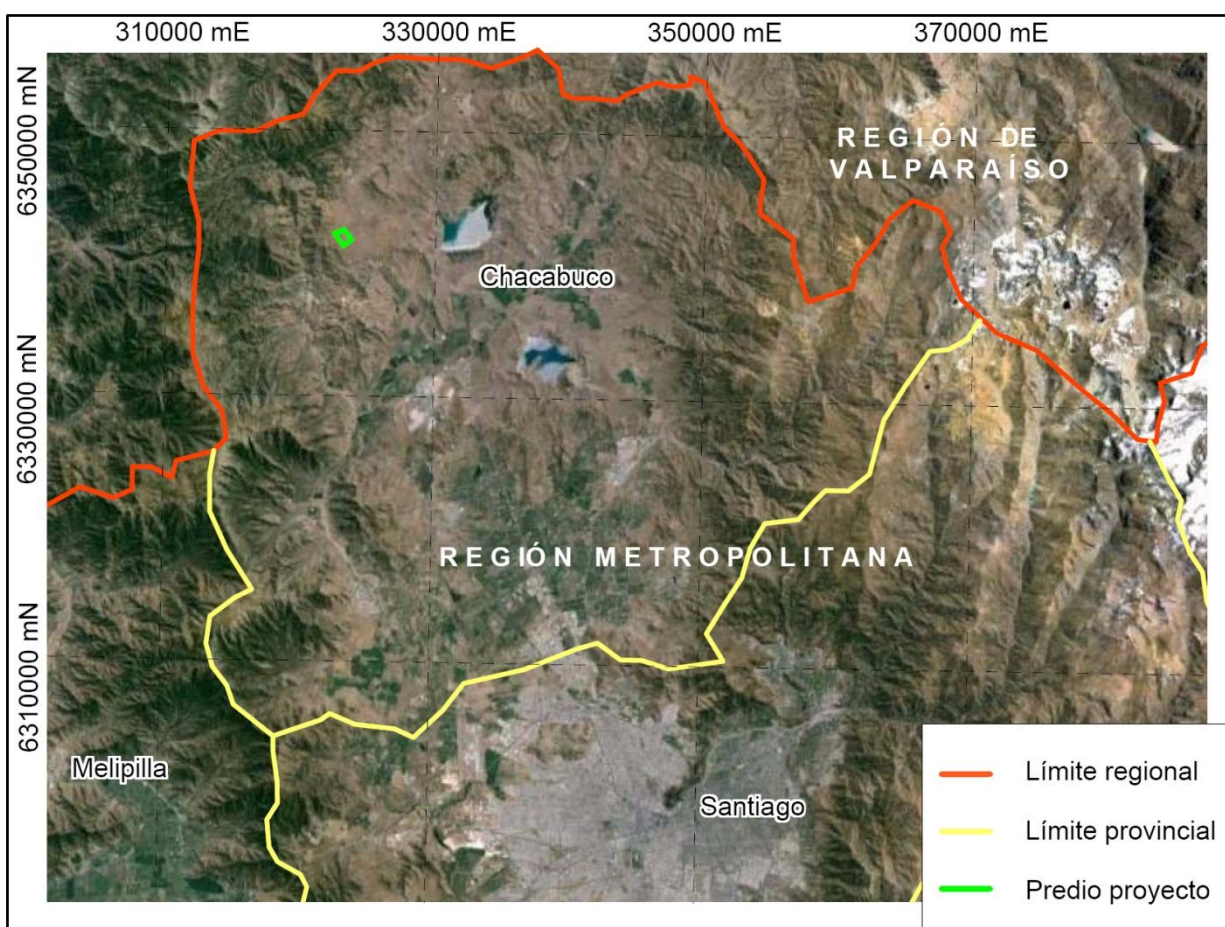 310000 mE
330000 mE
350000 mE
370000 mE
6350000 mN
6330000 mN
6310000 mN
REGIÓN DE
VALPARAÍSO
Chacabuco
REGIÓN METROPOLITANA
Melipilla
Santiago
Límite regional
Límite provincial
Predio proyecto